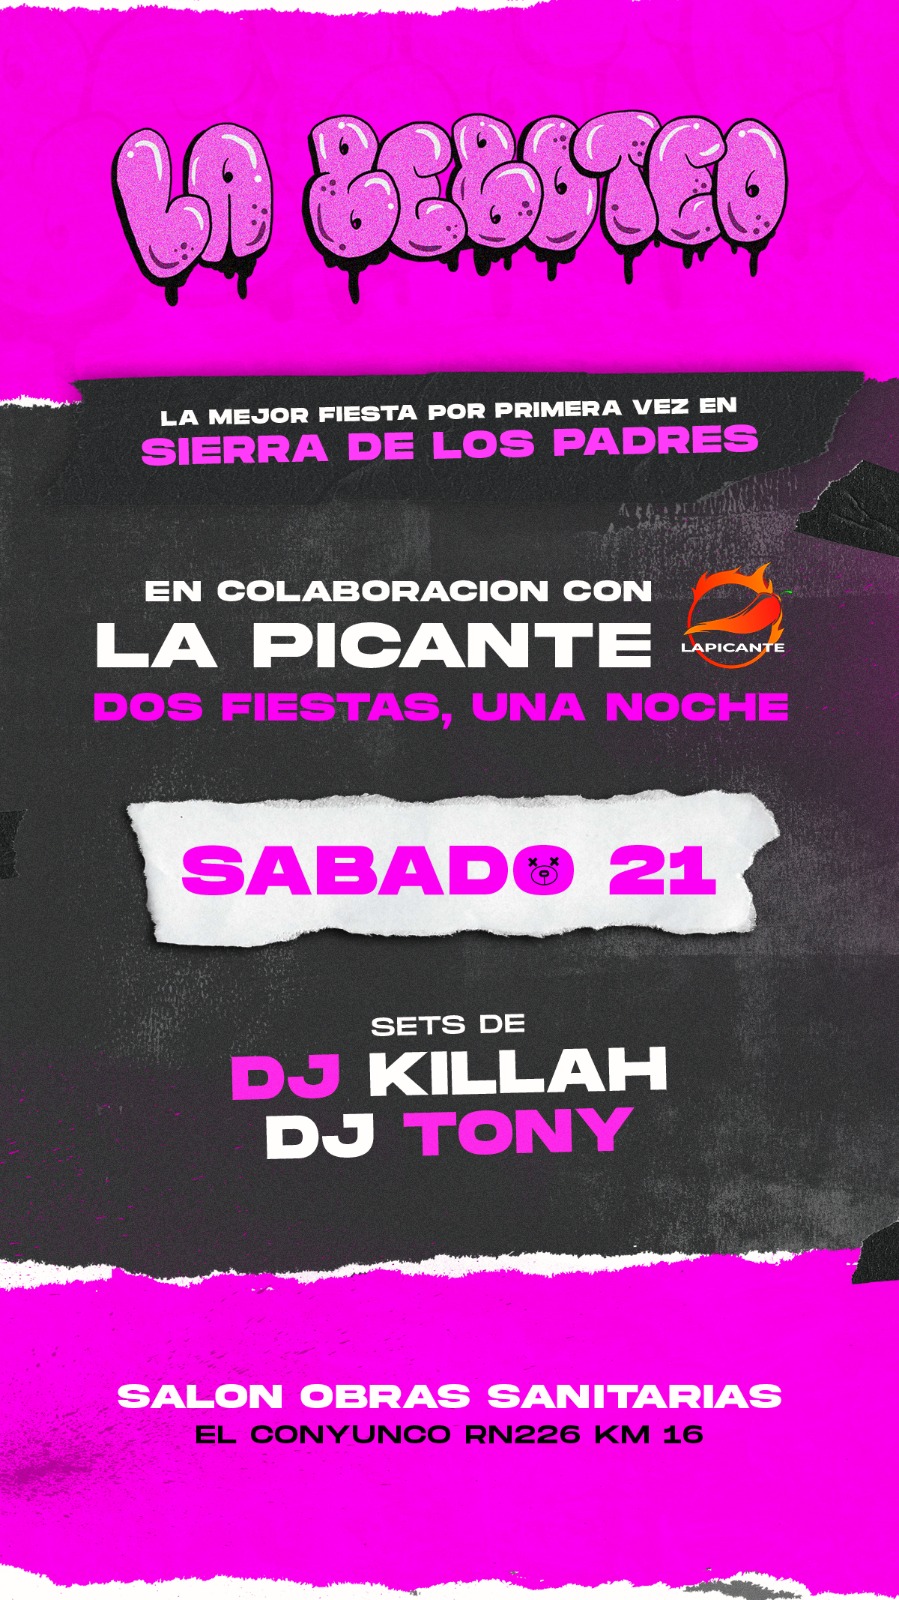 LA BEBOTEO
LA MEJOR FIESTA POR PRIMERA VEZ EN
SIERRA DE LOS PADRES
EN COLABORACION CON
LA PICANTE
LAPICANTE
DOS FIESTAS, UNA NOCHE
SABADO 21
SETS DE
DJ KILLAH
DJ TONY
SALON OBRAS SANITARIAS
EL CONYUNCO RN226 KM 16